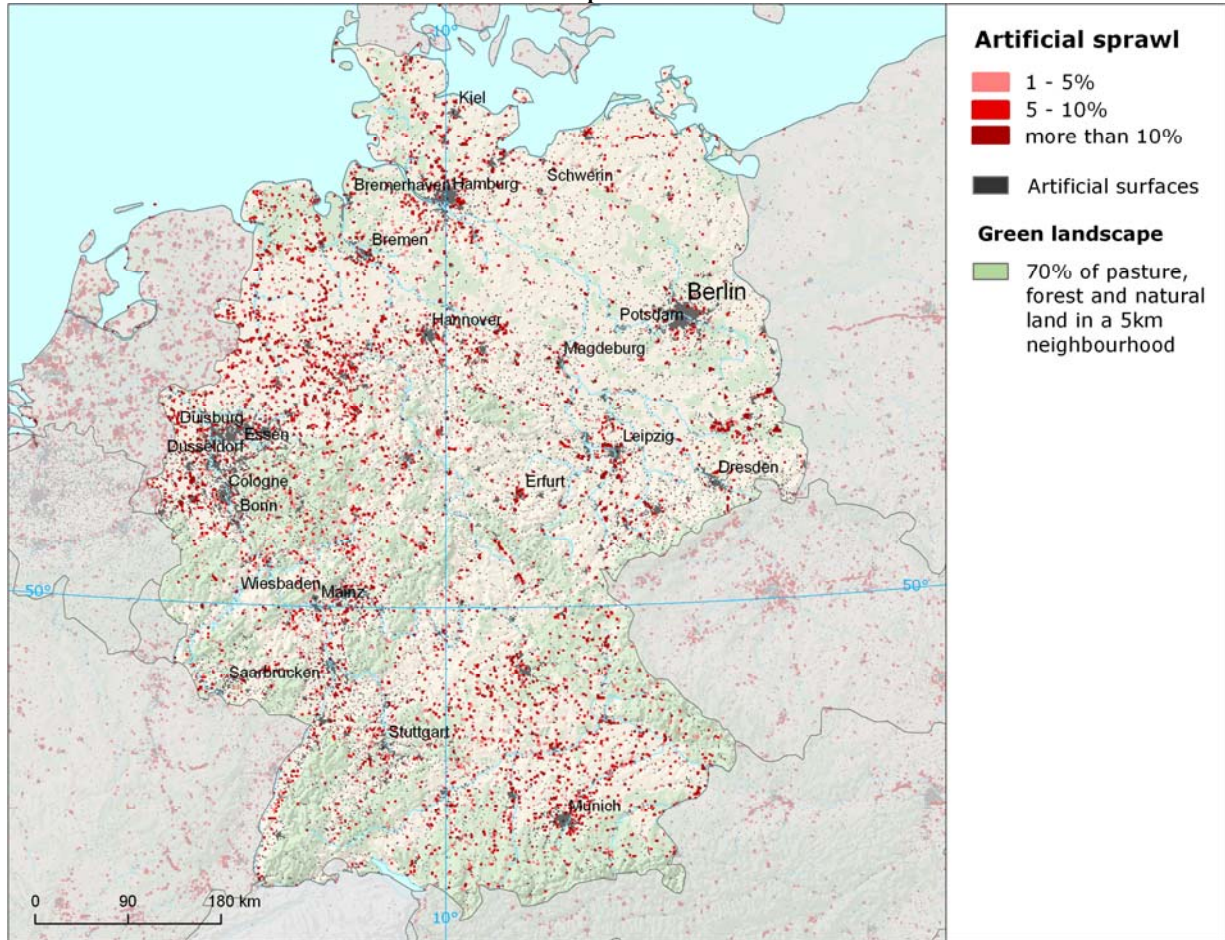 10°
Kiel
Schwerin
Bremerhaven
Hamburg
Bremen
Berlin
Potsdam
Hannover
Magdeburg
Duisburg
Essen
Düsseldorf
Leipzig
Dresden
Cologne
Erfurt
Bonn
Wiesbaden
Mainz
50°
50°
Saarbrucken
Stuttgart
Munich
0 90 180 km
10°
Artificial sprawl
1 - 5%
5 - 10%
more than 10%
Artificial surfaces
Green landscape
70% of pasture,
forest and natural
land in a 5km
neighbourhood